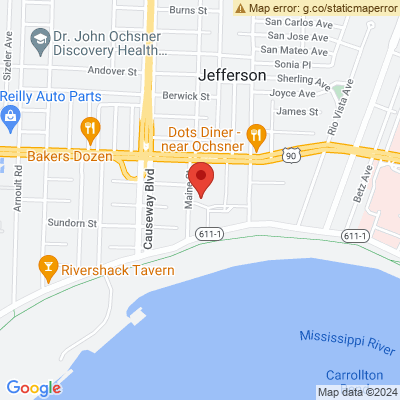 Map error: g.co/staticmaperror
Burns St
San Carlos Ave
Sizeler Ave
Dr. John Ochsner
Discovery Health...
San Jose Ave
San Mateo Ave
Andover St
Sonia Pl
Jefferson
Sherling Ave
Berwick St
Joyce Ave
Reilly Auto Parts
James St
Rio Vista Ave
Dots Diner -
near Ochsner
Bakers Dozen
90
Arnoult Rd
Betz Ave
Maine
Sundorn St
Causeway Blvd
611-1
611-1
Rivershack Tavern
Mississippi River
Carrollton
Google
Map data ©2024